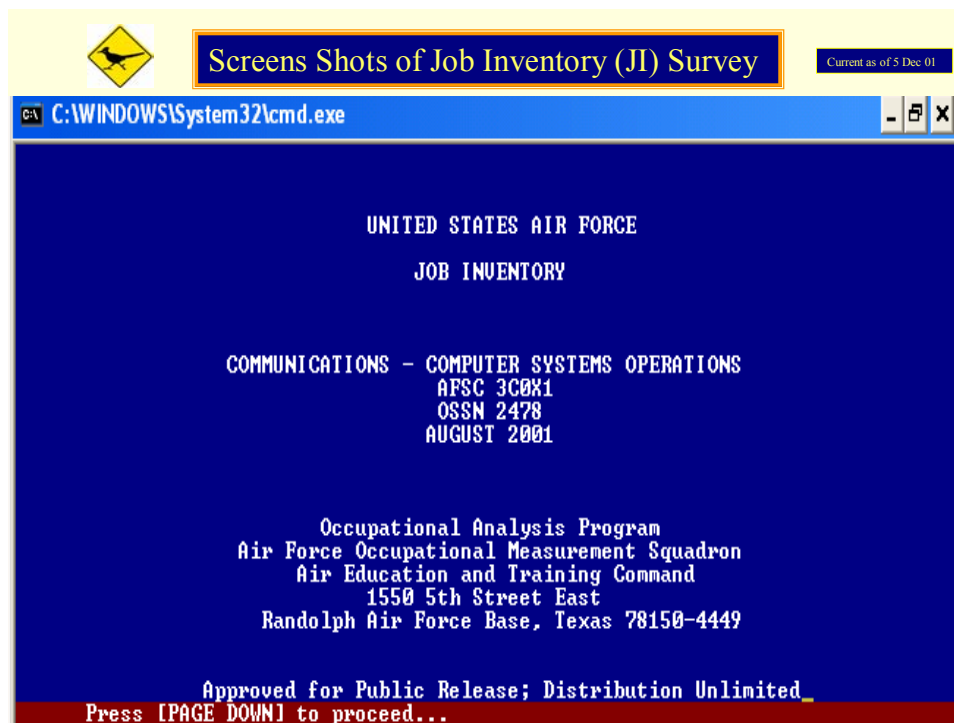 Screens Shots of Job Inventory (JI) Survey
Current as of 5 Dec 01
C:\WINDOWS\System32\cmd.exe
UNITED STATES AIR FORCE
JOB INVENTORY
COMMUNICATIONS - COMPUTER SYSTEMS OPERATIONS
AFSC 3C0X1
OSSN 2478
AUGUST 2001
Occupational Analysis Program
Air Force Occupational Measurement Squadron
Air Education and Training Command
1550 5th Street East
Randolph Air Force Base, Texas 78150-4449
Approved for Public Release; Distribution Unlimited_
Press [PAGE DOWN] to proceed...